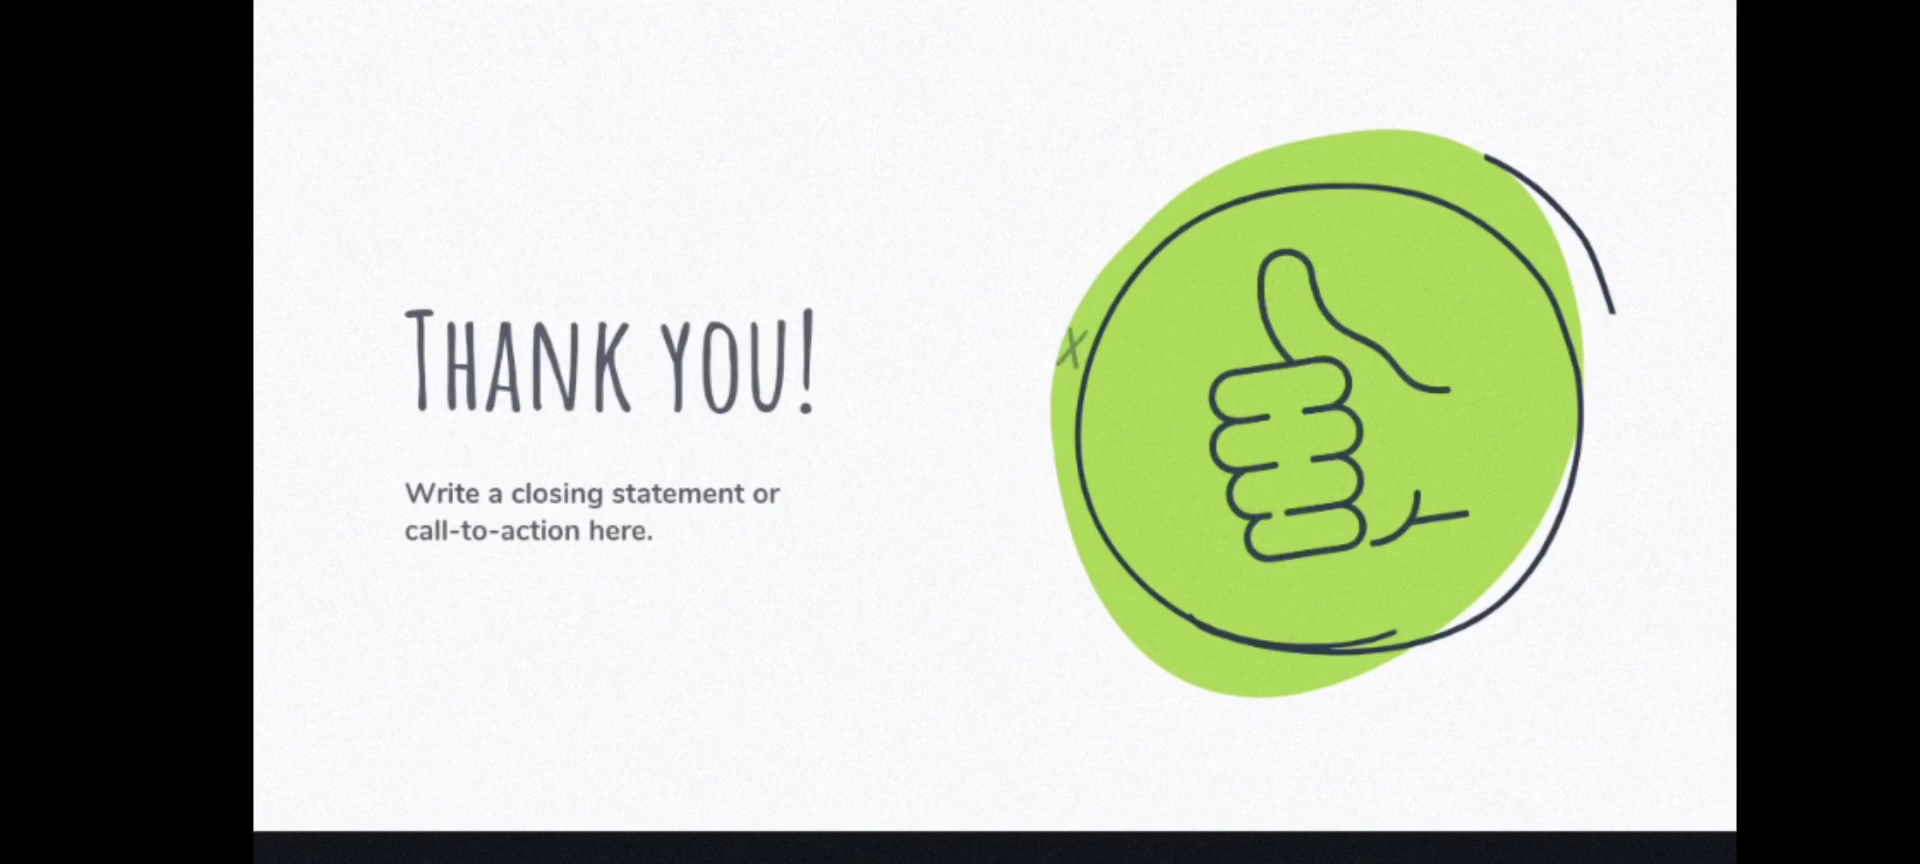 THANK YOU!
Write a closing statement or
call-to-action here.